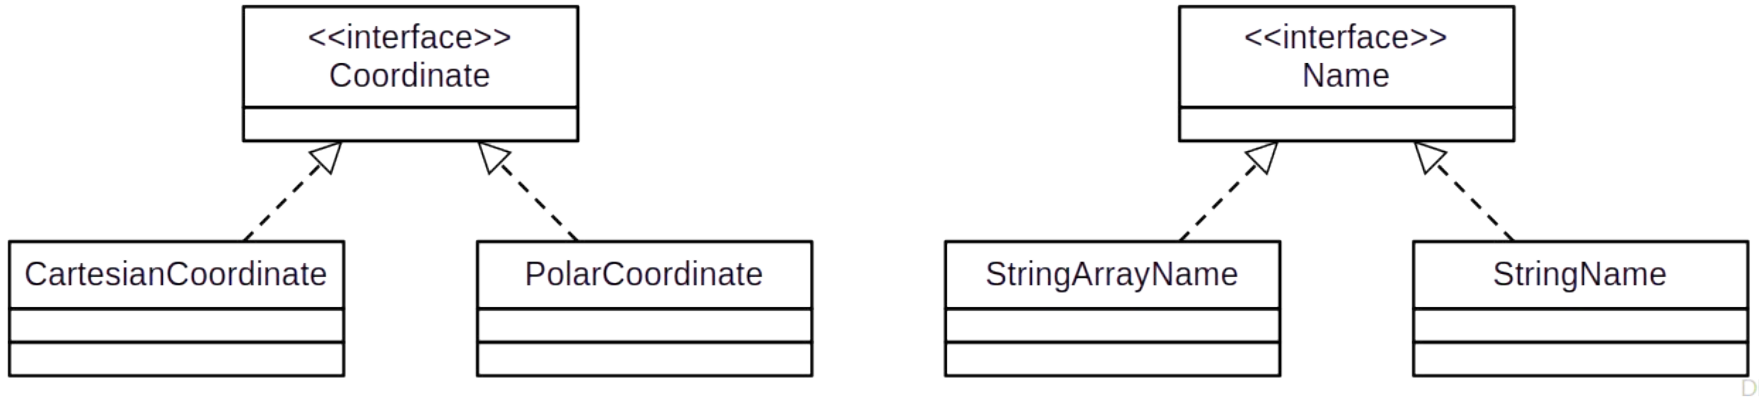 <<interface>>
Coordinate
<<interface>>
Name
CartesianCoordinate
PolarCoordinate
StringArrayName
StringName